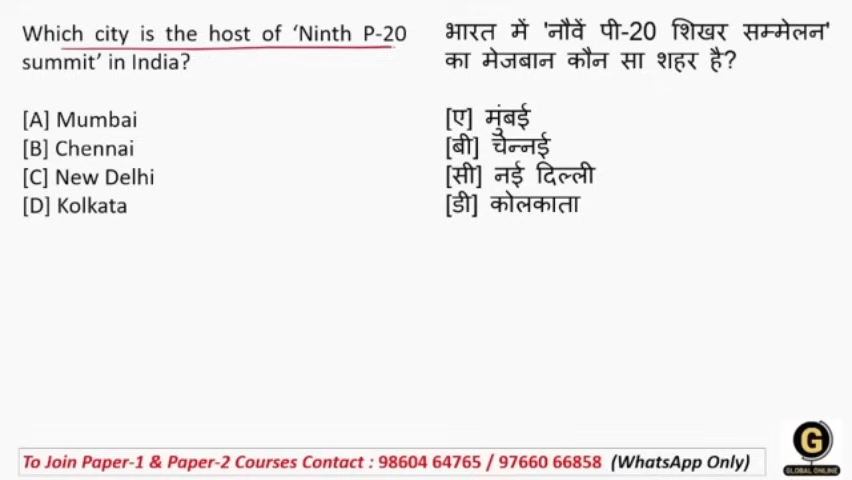 Which city is the host of ‘Ninth P-20
summit’ in India?
[A] Mumbai
[B] Chennai
[C] New Delhi
[D] Kolkata
भारत में 'नौवें पी-20 शिखर सम्मेलन'
का मेजबान कौन सा शहर है?
[ए] मुंबई
[बी] चेन्नई
[सी] नई दिल्ली
[डी] कोलकाता
G
GLOBAL ONLINE
To Join Paper-1 & Paper-2 Courses Contact : 98604 64765 / 97660 66858 (WhatsApp Only)